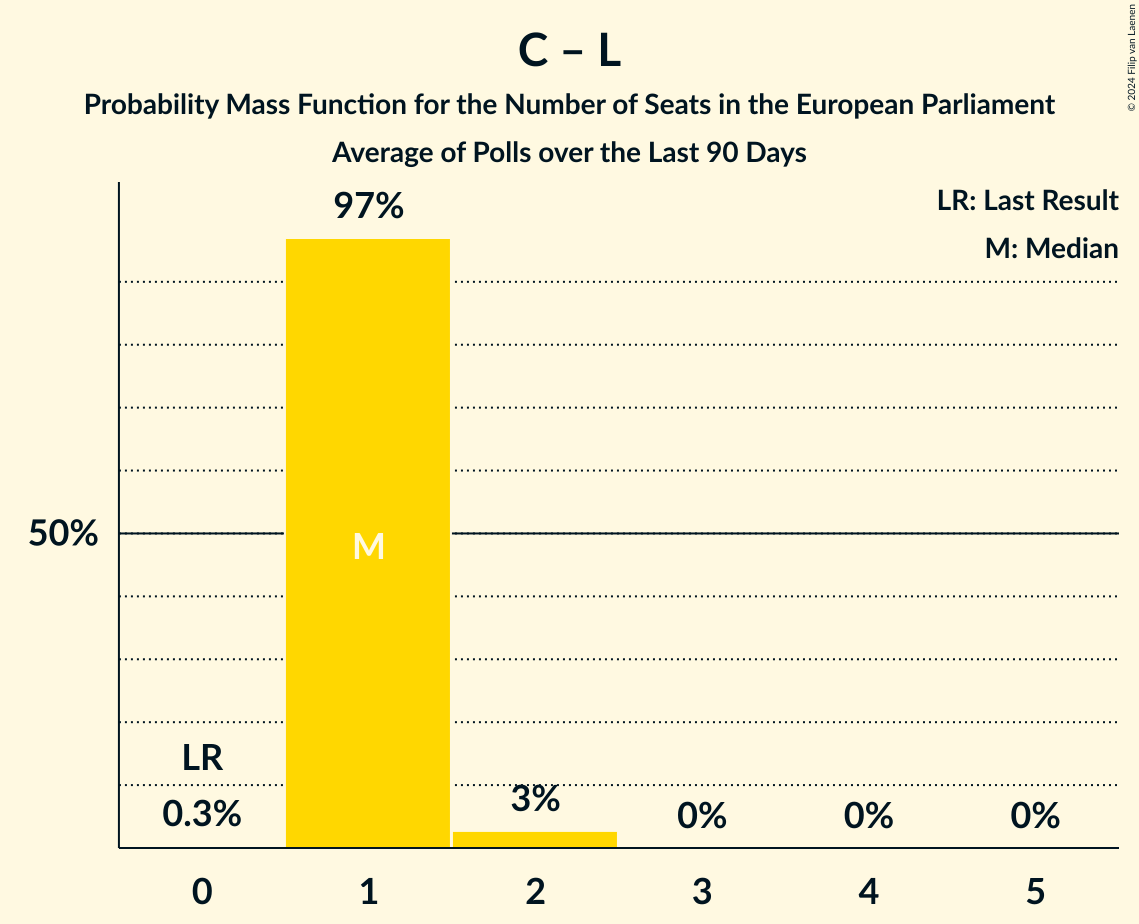 C – L
Probability Mass Function for the Number of Seats in the European Parliament
Average of Polls over the Last 90 Days
© 2024 Filip van Laenen
LR: Last Result
M: Median
97%
50%
M
LR
0.3%
3%
0%
0%
0%
0
1
2
3
4
5